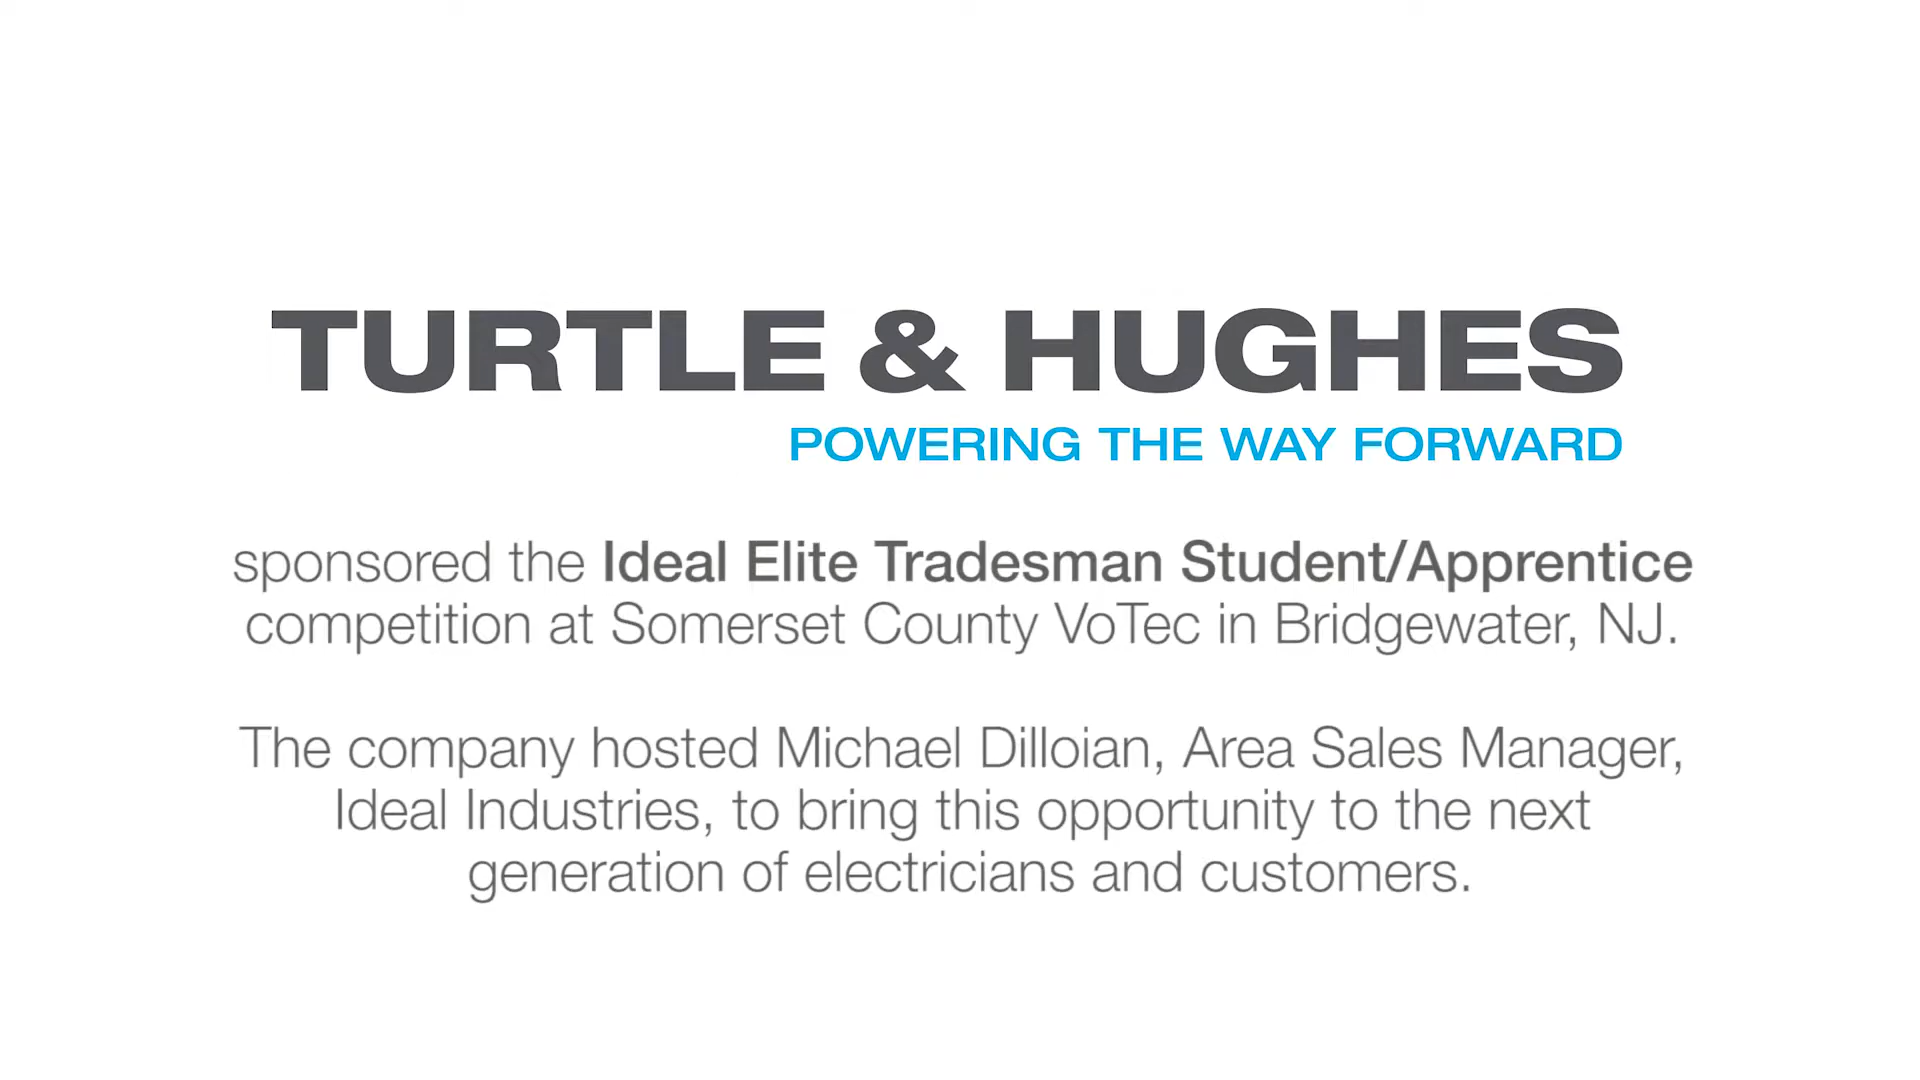 TURTLE & HUGHES
POWERING THE WAY FORWARD
sponsored the Ideal Elite Tradesman Student/Apprentice
competition at Somerset County VoTec in Bridgewater, NJ.
The company hosted Michael Dilloian, Area Sales Manager,
Ideal Industries, to bring this opportunity to the next
generation of electricians and customers.